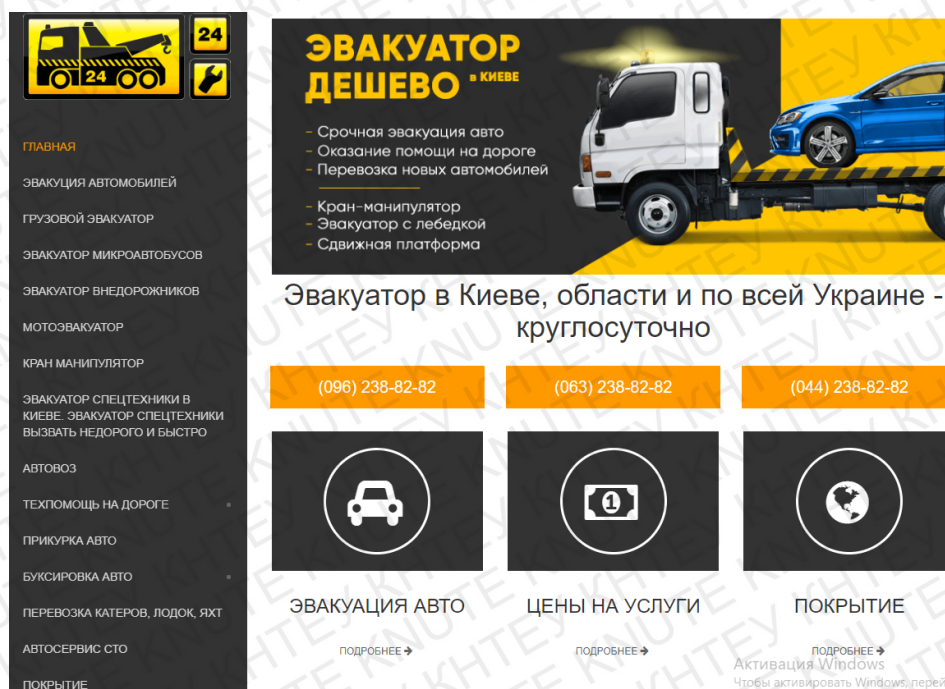 24
24
ГЛАВНАЯ
ЭВАКУЦИЯ АВТОМОБИЛЕЙ
ГРУЗОВОЙ ЭВАКУАТОР
ЭВАКУАТОР МИКРОАВТОБУСОВ
ЭВАКУАТОР ВНЕДОРОЖНИКОВ
МОТОЭВАКУАТОР
КРАН МАНИПУЛЯТОР
ЭВАКУАТОР СПЕЦТЕХНИКИ В
КИЕВЕ. ЭВАКУАТОР СПЕЦТЕХНИКИ
ВЫЗВАТЬ НЕДОРОГО И БЫСТРО
АВТОВОЗ
ТЕХПОМОЩЬ НА ДОРОГЕ
ПРИКУРКА АВТО
БУКСИРОВКА АВТО
ПЕРЕВОЗКА КАТЕРОВ, ЛОДОК, ЯХТ
АВТОСЕРВИС СТО
ПОКРЫТИЕ
ЭВАКУАТОР
ДЕШЕВО В КИЕВЕ
- Срочная эвакуация авто
- Оказание помощи на дороге
- Перевозка новых автомобилей
- Кран-манипулятор
- Эвакуатор с лебедкой
- Сдвижная платформа
Эвакуатор в Киеве, области и по всей Украине -
круглосуточно
(096) 238-82-82
(063) 238-82-82
(044) 238-82-82
1
ЭВАКУАЦИЯ АВТО
ЦЕНЫ НА УСЛУГИ
ПОКРЫТИЕ
ПОДРОБНЕЕ →
ПОДРОБНЕЕ →
ПОДРОБНЕЕ →
Активация Windows
Чтобы активировать Windows, перей
KHTEY KNUTE